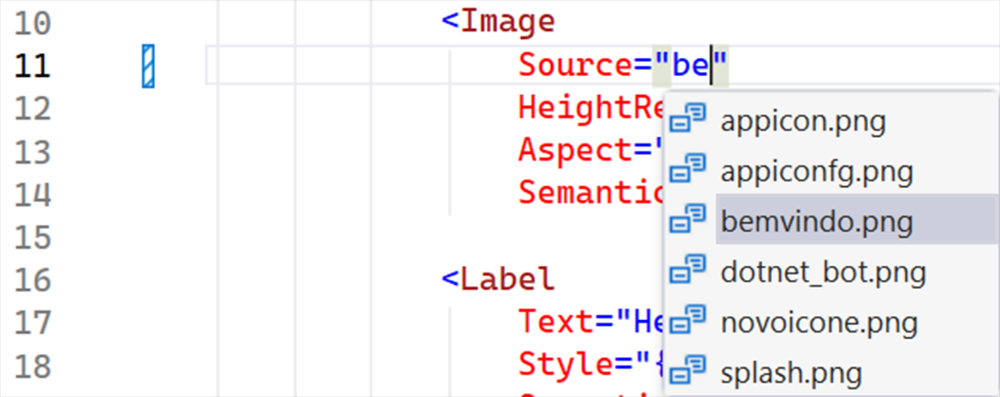 10 <Image
11 Source="be"
12 HeightRe
13 Aspect="
14 Semantic
15
16 <Label
17 Text="He
18 Style="{
appicon.png
appiconfg.png
bemvindo.png
dotnet_bot.png
novoicone.png
splash.png